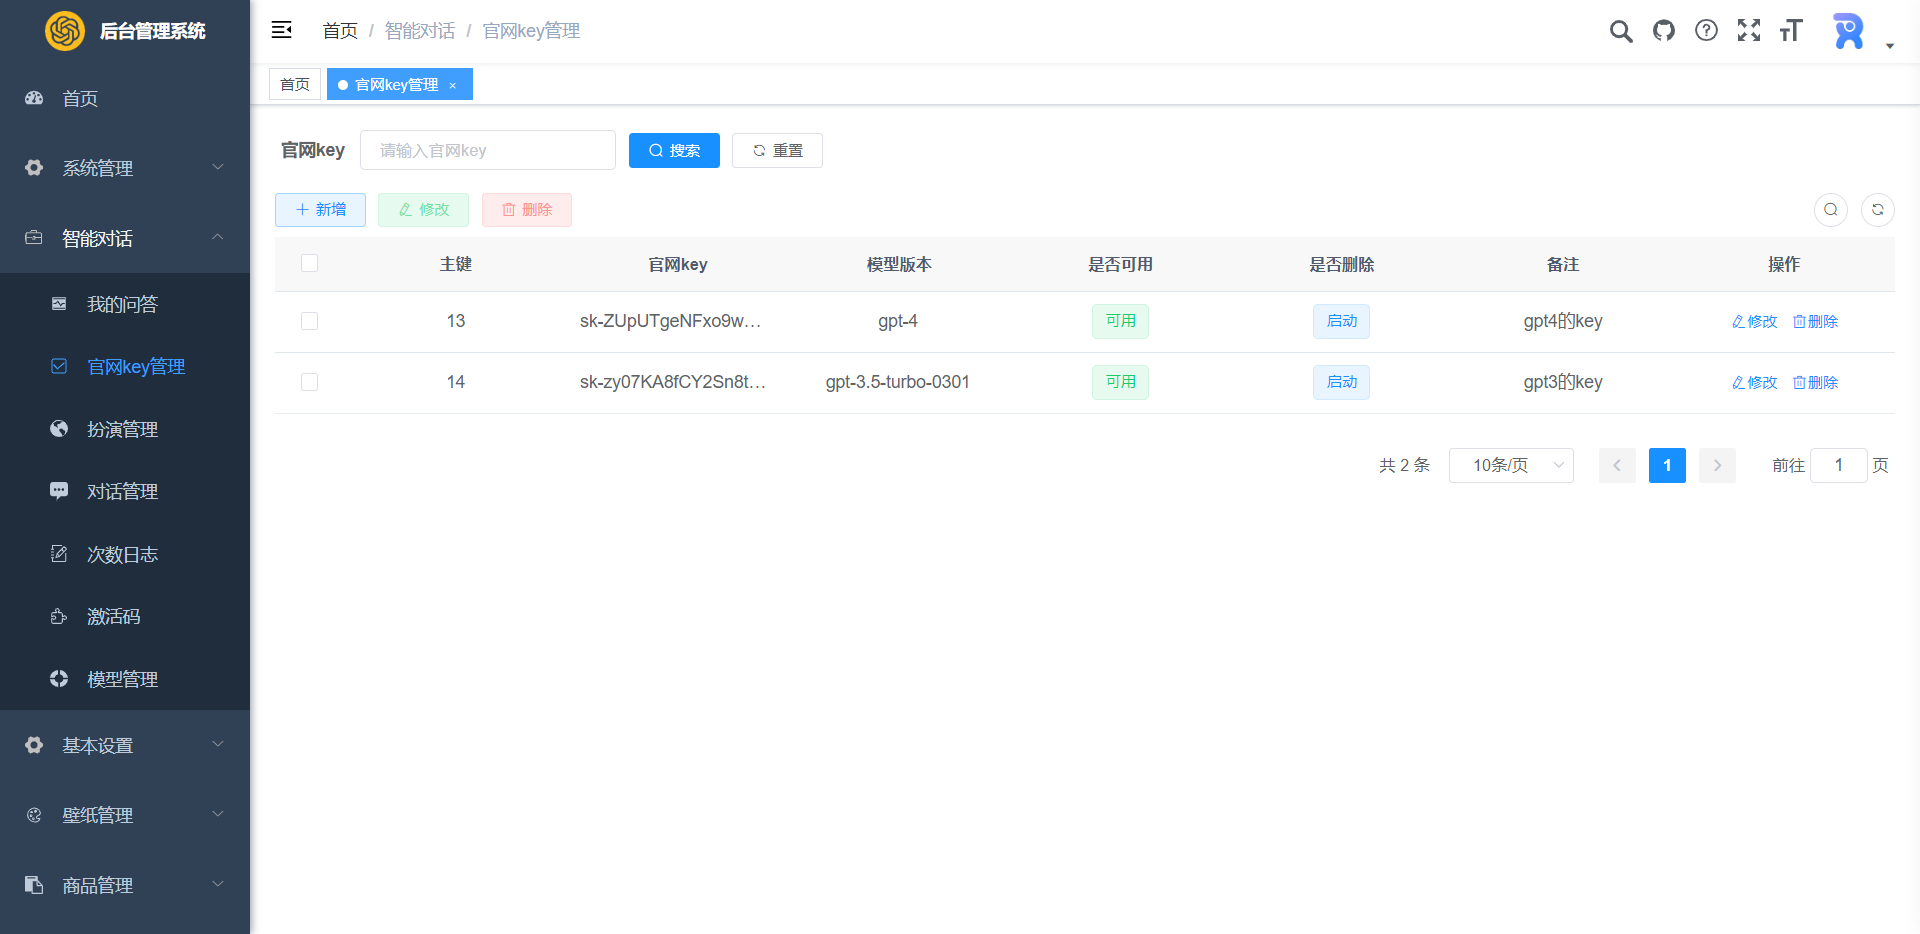 后台管理系统
首页
系统管理
智能对话
我的问答
官网key管理
扮演管理
对话管理
次数日志
激活码
模型管理
基本设置
壁纸管理
商品管理
首页 / 智能对话 / 官网key管理
首页 官网key管理 ×
官网key 请输入官网key 搜索 重置
新增 修改 删除
主键 官网key 模型版本 是否可用 是否删除 备注 操作
13 sk-ZUpUTgeNFxo9w… gpt-4 可用 启动 gpt4的key 修改 删除
14 sk-zy07KA8fCY2Sn8t… gpt-3.5-turbo-0301 可用 启动 gpt3的key 修改 删除
共 2 条 10条/页 1 前往 1 页